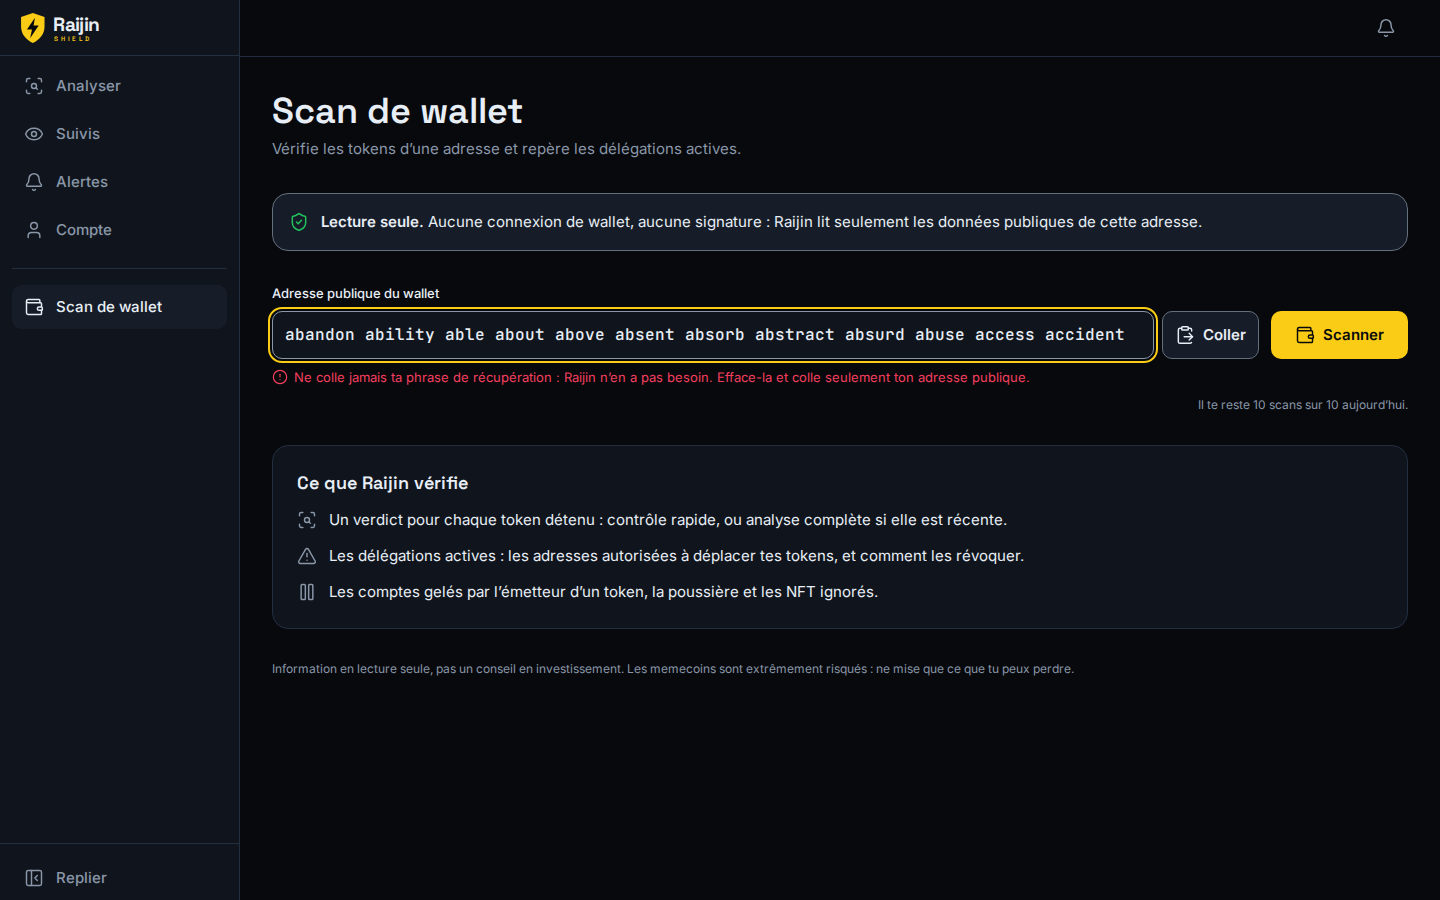 Raijin
SHIELD
Analyser
Suivis
Alertes
Compte
Scan de wallet
Replier
Scan de wallet
Vérifie les tokens d’une adresse et repère les délégations actives.
Lecture seule. Aucune connexion de wallet, aucune signature : Raijin lit seulement les données publiques de cette adresse.
Adresse publique du wallet
abandon ability able about above absent absorb abstract absurd abuse access accident
Coller
Scanner
Ne colle jamais ta phrase de récupération : Raijin n’en a pas besoin. Efface-la et colle seulement ton adresse publique.
Il te reste 10 scans sur 10 aujourd’hui.
Ce que Raijin vérifie
Un verdict pour chaque token détenu : contrôle rapide, ou analyse complète si elle est récente.
Les délégations actives : les adresses autorisées à déplacer tes tokens, et comment les révoquer.
Les comptes gelés par l’émetteur d’un token, la poussière et les NFT ignorés.
Information en lecture seule, pas un conseil en investissement. Les memecoins sont extrêmement risqués : ne mise que ce que tu peux perdre.